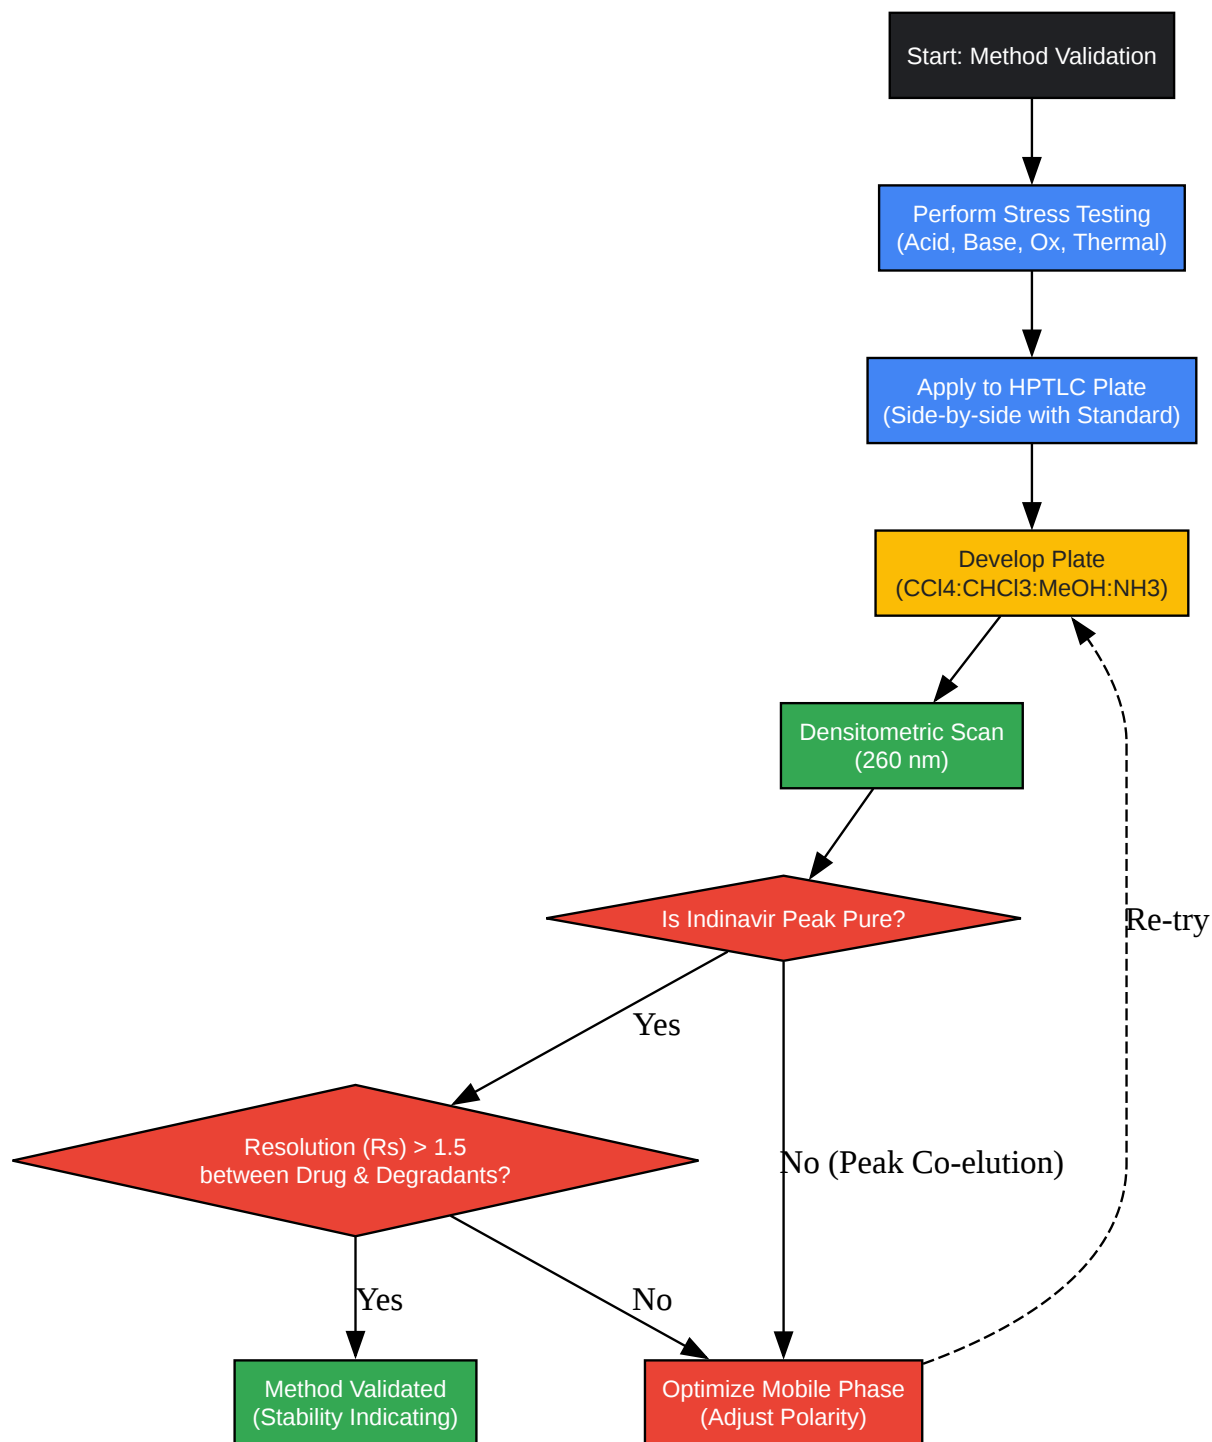 Start: Method Validation
Perform Stress Testing
(Acid, Base, Ox, Thermal)
Apply to HPTLC Plate
(Side-by-side with Standard)
Develop Plate
(CCl4:CHCl3:MeOH:NH3)
Densitometric Scan
(260 nm)
Is Indinavir Peak Pure?
Re-try
Yes
Resolution (Rs) > 1.5
between Drug & Degradants?
No (Peak Co-elution)
Yes
No
Method Validated
(Stability Indicating)
Optimize Mobile Phase
(Adjust Polarity)